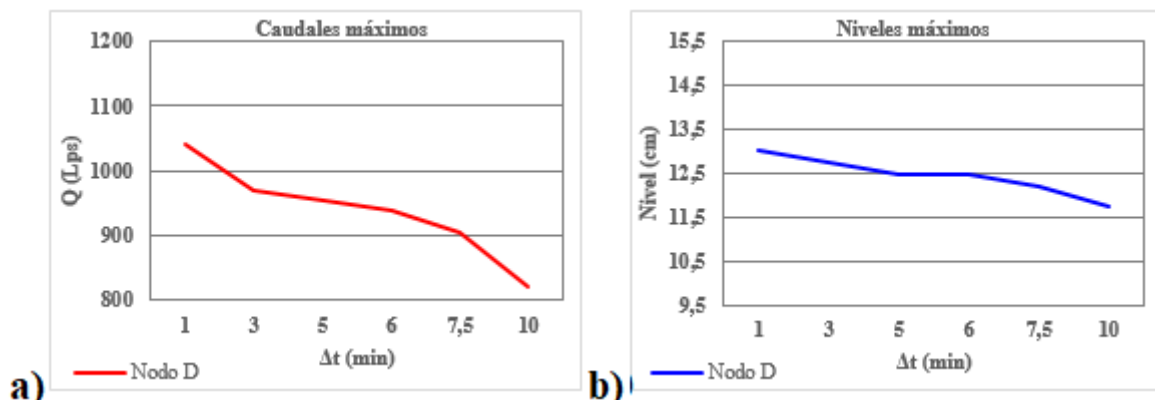 Caudales máximos
1200
1100
1000
900
800
Q (Lps)
1 3 5 6 7,5 10
Δt (min)
Nodo D
a)
Niveles máximos
15,5
14,5
13,5
12,5
11,5
10,5
9,5
Nivel (cm)
1 3 5 6 7,5 10
Δt (min)
Nodo D
b)